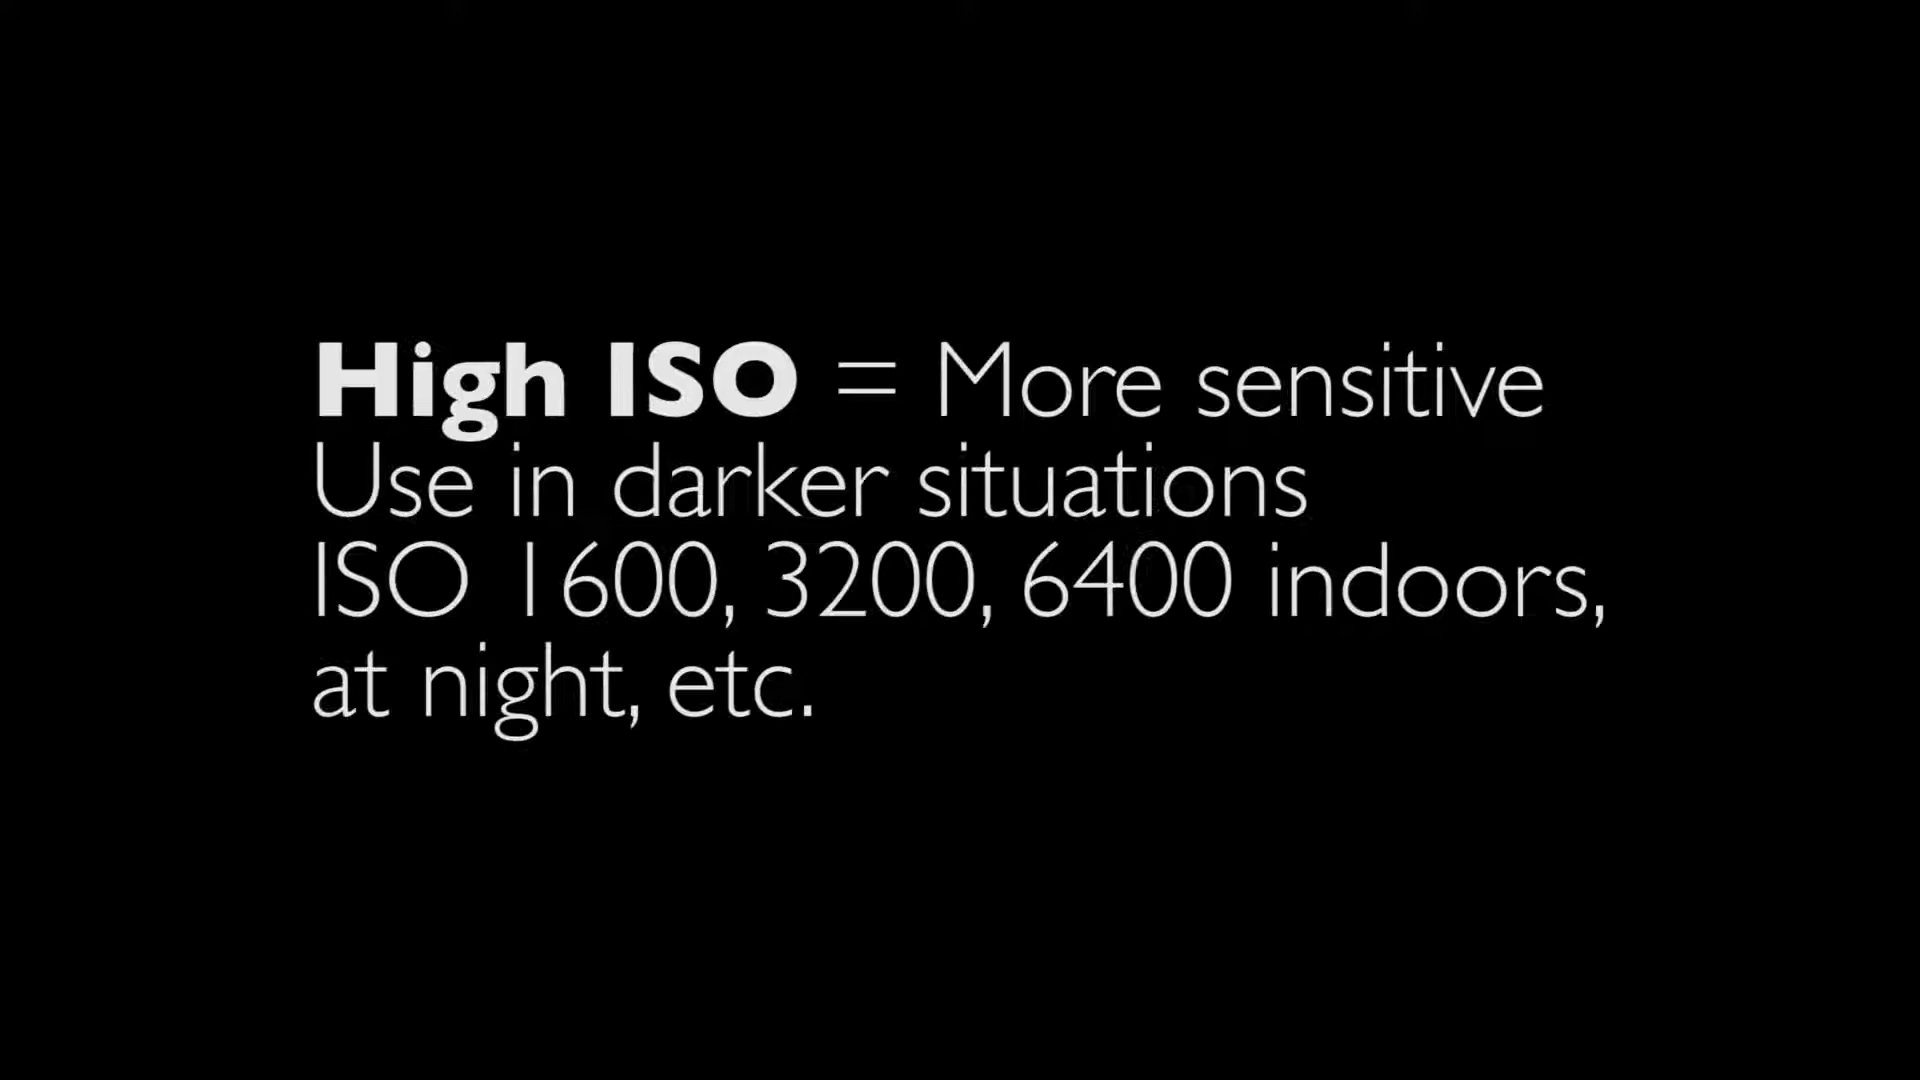 High ISO = More sensitive
Use in darker situations
ISO 1600, 3200, 6400 indoors,
at night, etc.